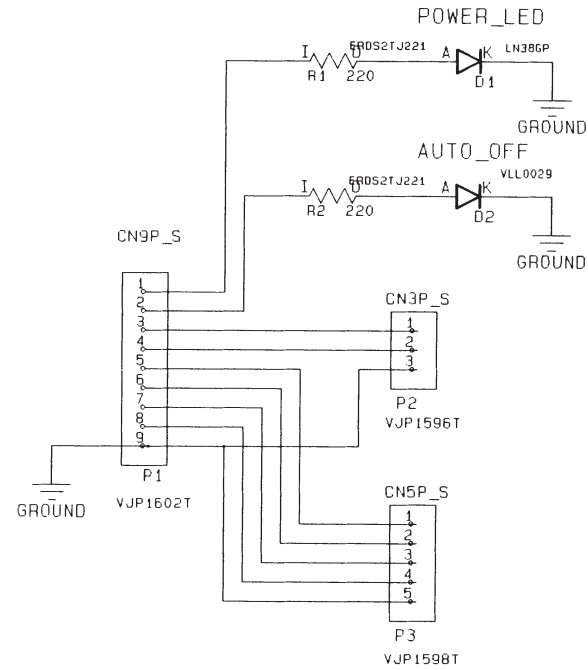 POWER_LED
I ERDS2TJ221 O A K LN38GP
R1 220 D1
GROUND
AUTO_OFF
I ERDS2TJ221 A K VLL0029
R2 220 D2
GROUND
CN9P_S
1
2
3
4
5
6
7
8
9
P1
VJP1602T
GROUND
CN3P_S
1
2
3
P2
VJP1596T
CN5P_S
1
2
3
4
5
P3
VJP1598T